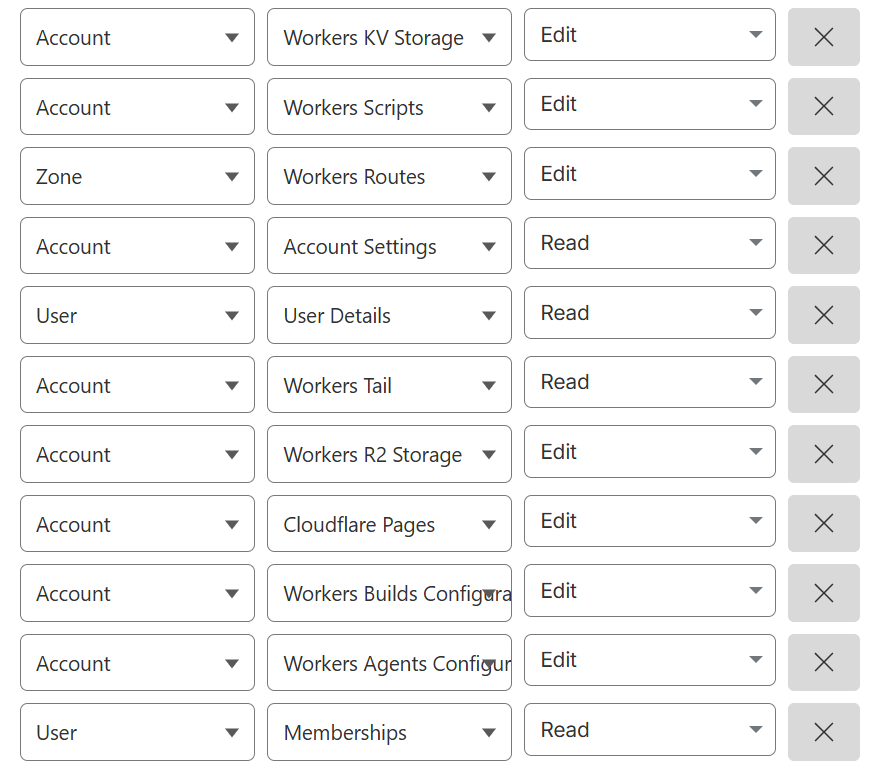 Account Workers KV Storage Edit
Account Workers Scripts Edit
Zone Workers Routes Edit
Account Account Settings Read
User User Details Read
Account Workers Tail Read
Account Workers R2 Storage Edit
Account Cloudflare Pages Edit
Account Workers Builds Configura Edit
Account Workers Agents Configur Edit
User Memberships Read